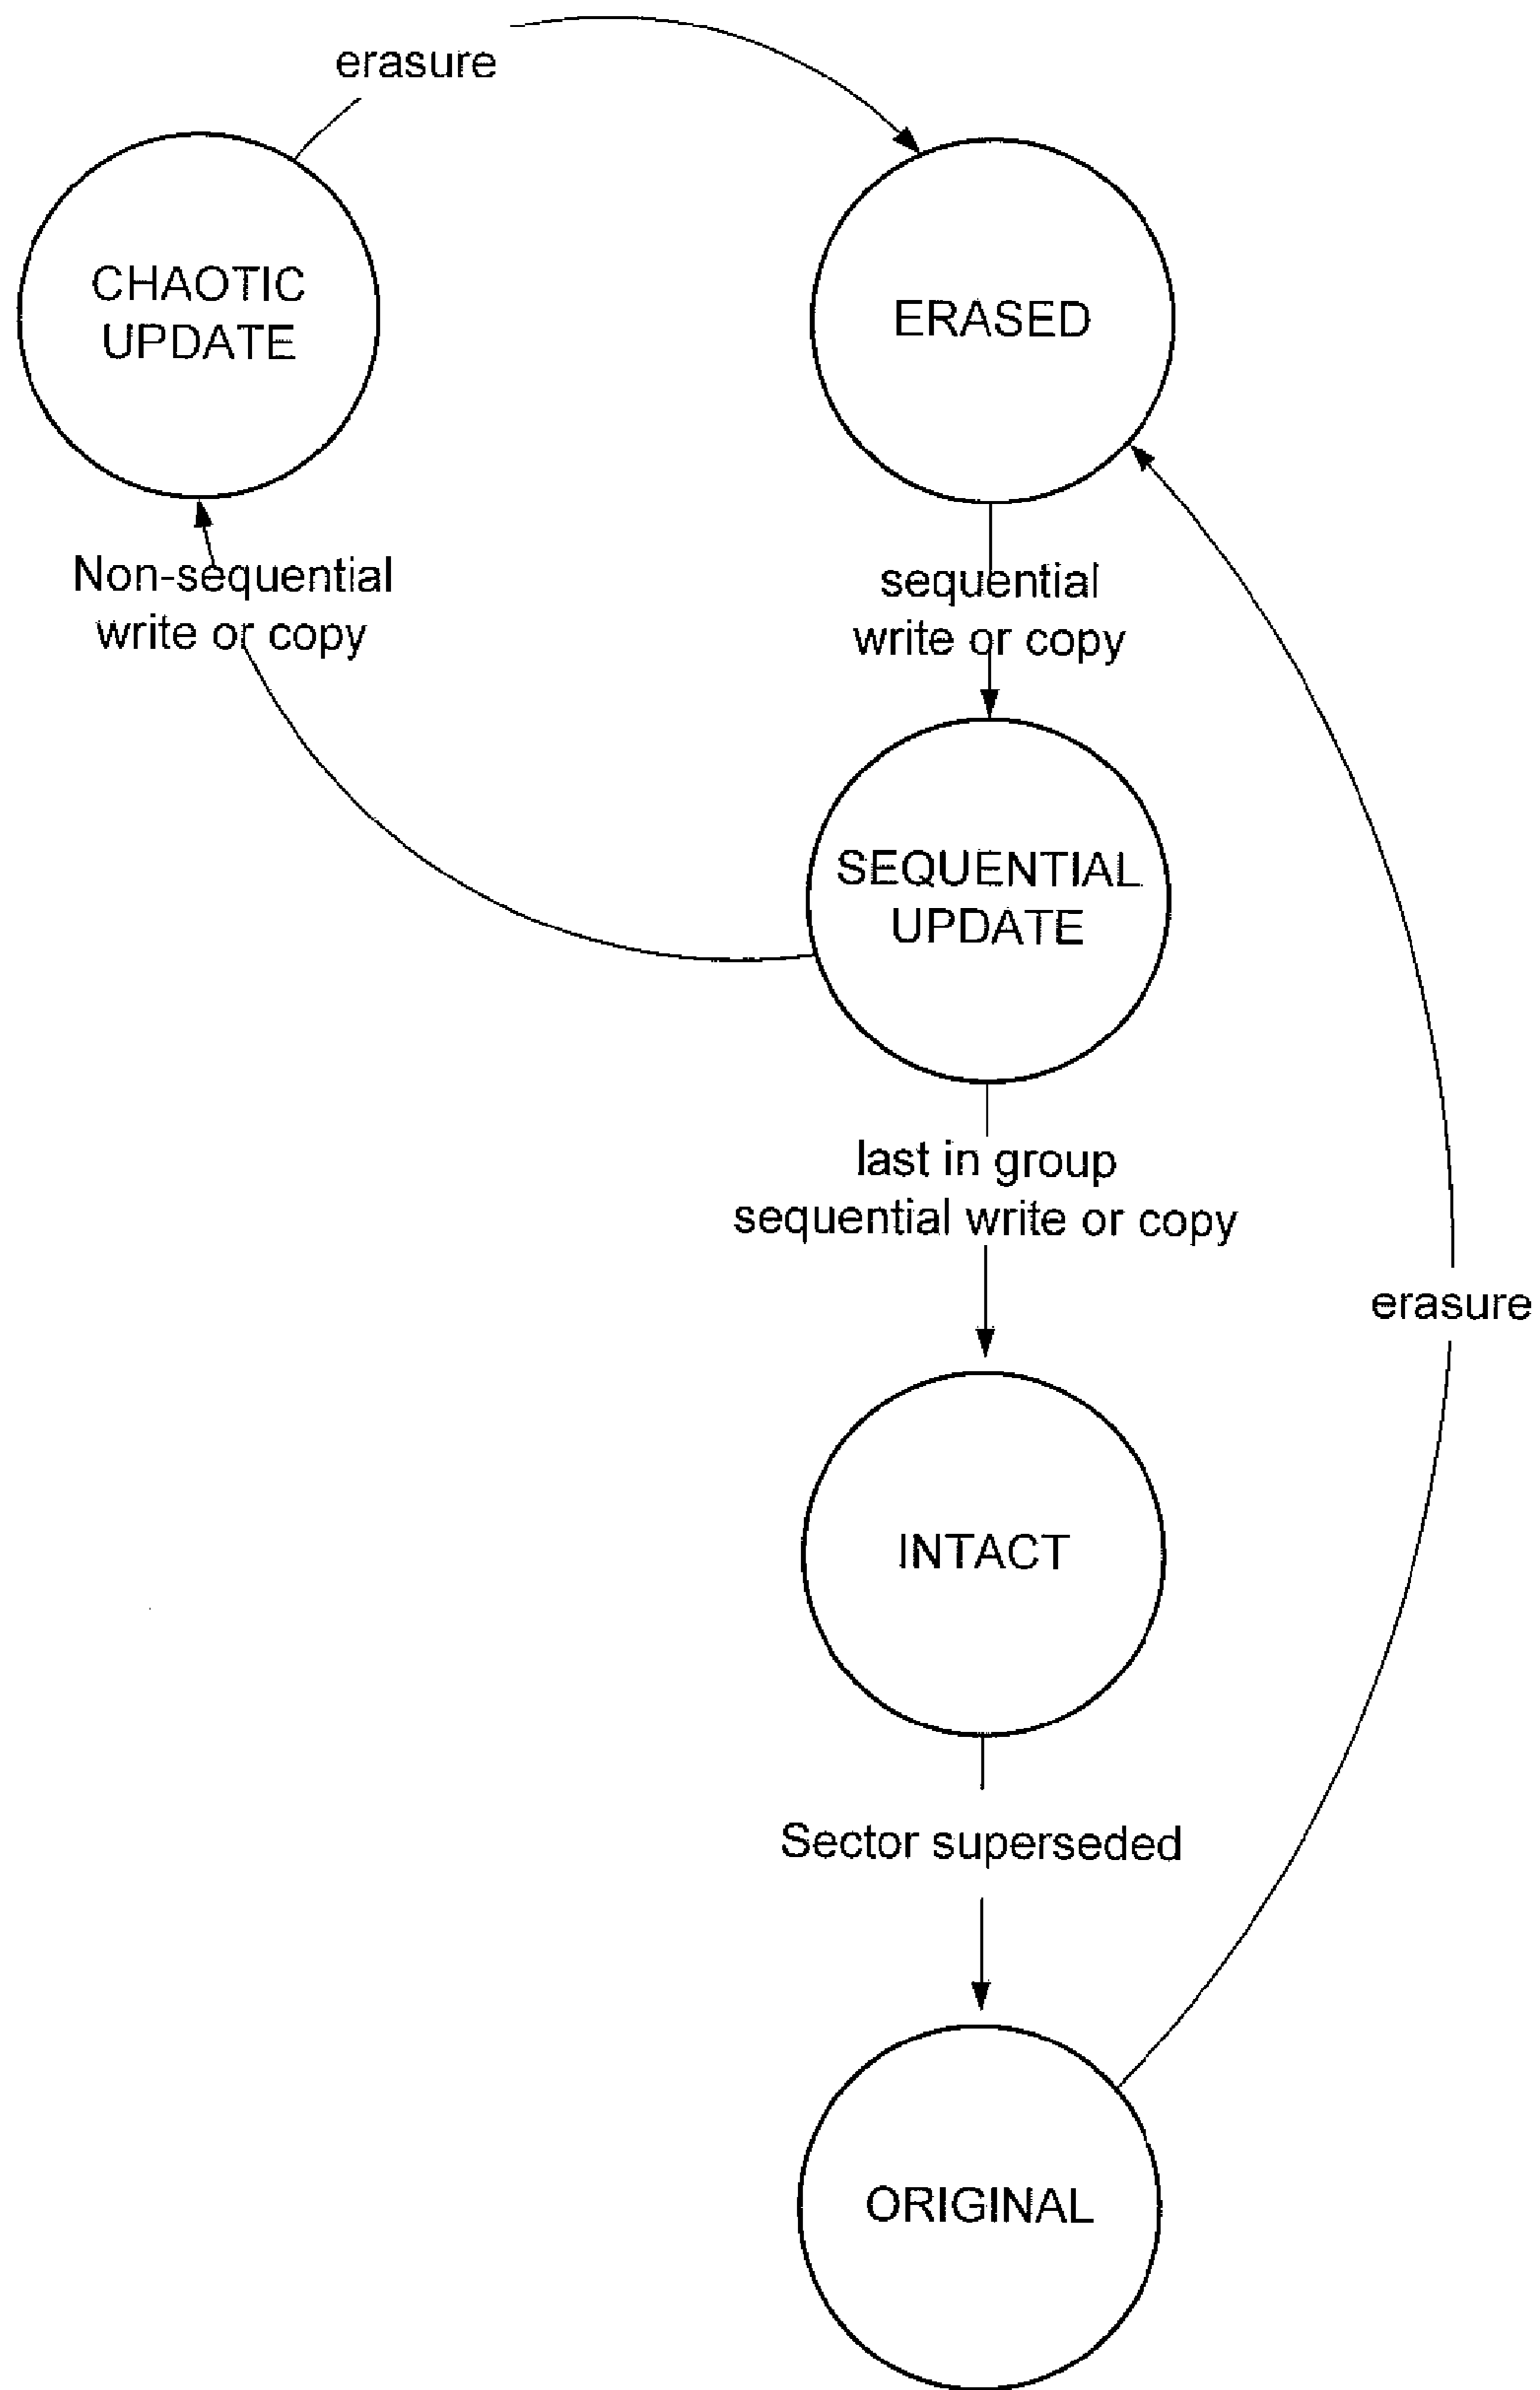 erasure
CHAOTIC
UPDATE
ERASED
Non-sequential
write or copy
sequential
write or copy
SEQUENTIAL
UPDATE
last in group
sequential write or copy
erasure
INTACT
Sector superseded
ORIGINAL